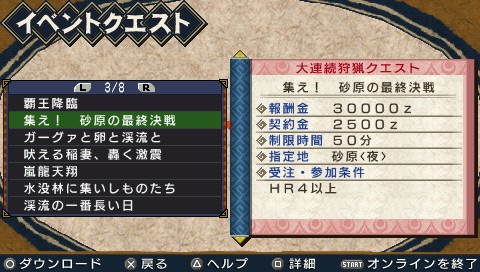 イベントクエスト
L 3/8 R
覇王降臨
集え！　砂原の最終決戦
ガーグァと卵と渓流と
吠える稲妻、轟く激震
嵐龍天翔
水没林に集いしものたち
渓流の一番長い日
大連続狩猟クエスト
集え！　砂原の最終決戦
報酬金 30000z
契約金 2500z
制限時間 50分
指定地 砂原<夜>
受注・参加条件
HR4以上
○ダウンロード ×戻る △ヘルプ □詳細 START オンラインを終了